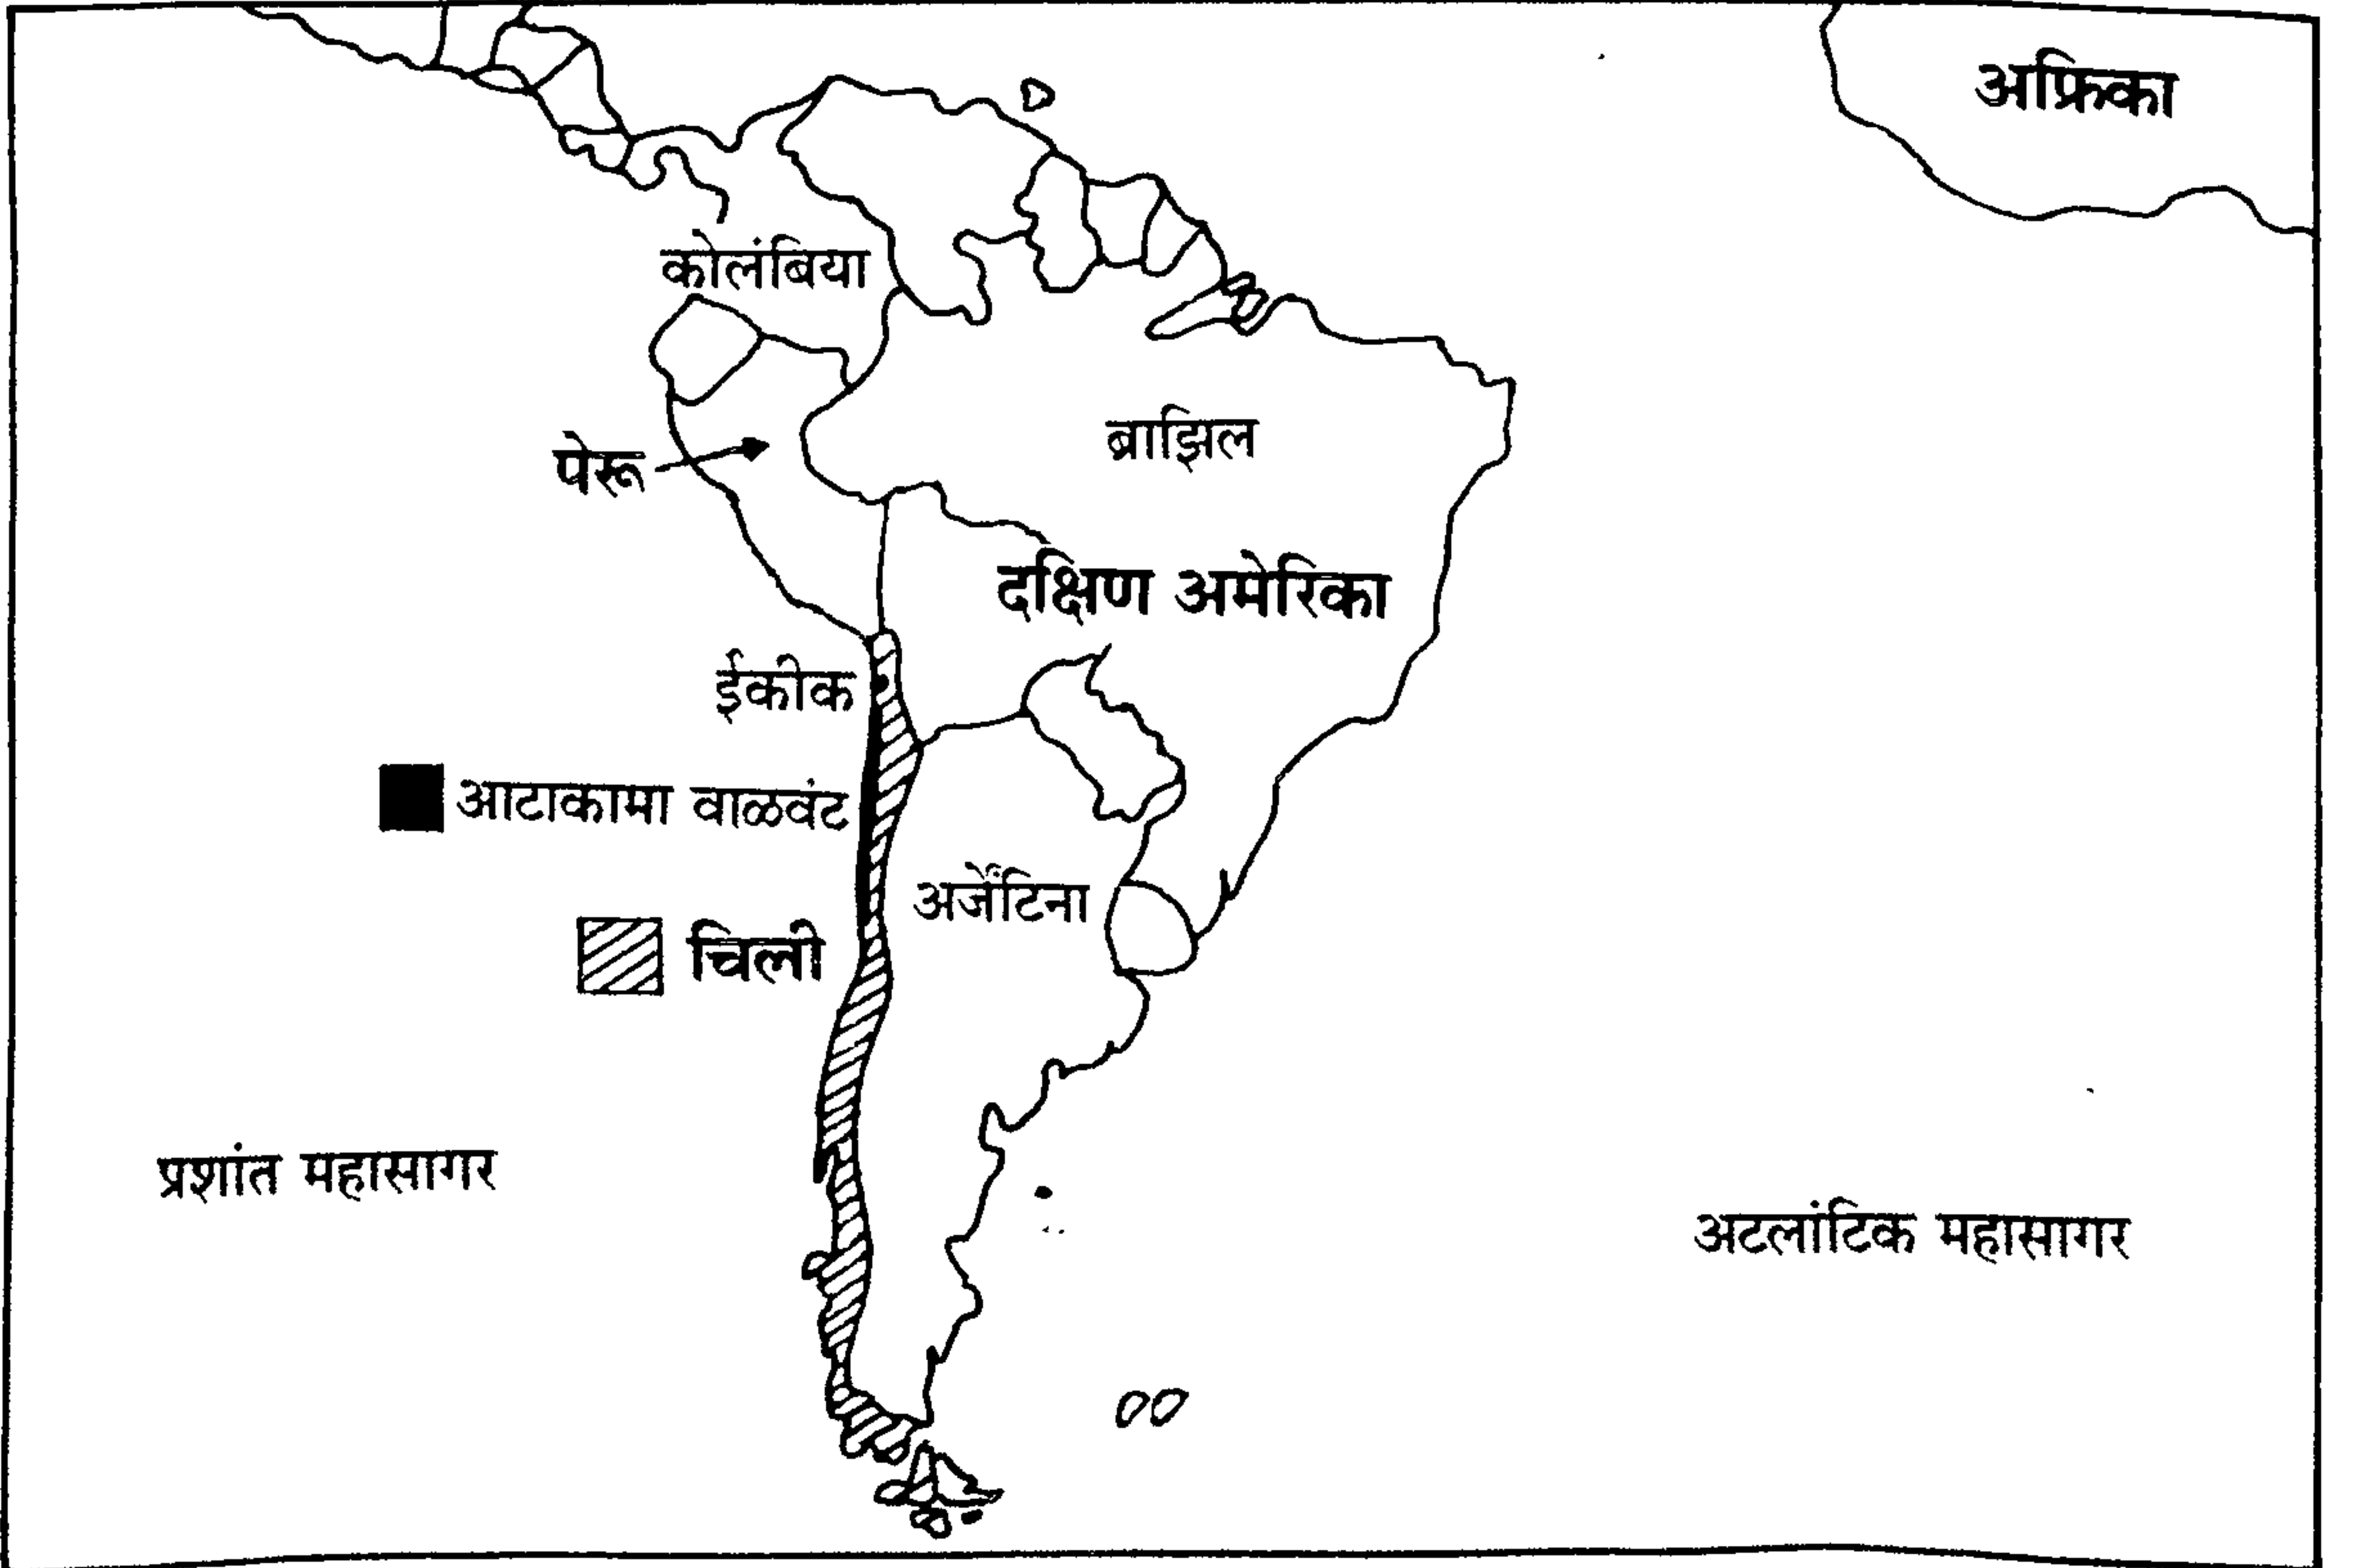 अफ्रिका
कोलंबिया
ब्राझिल
पेरू
दक्षिण अमेरिका
ईकीक
आटाकामा वाळवंट
अर्जेंटिना
चिली
प्रशांत महासागर
अटलांटिक महासागर